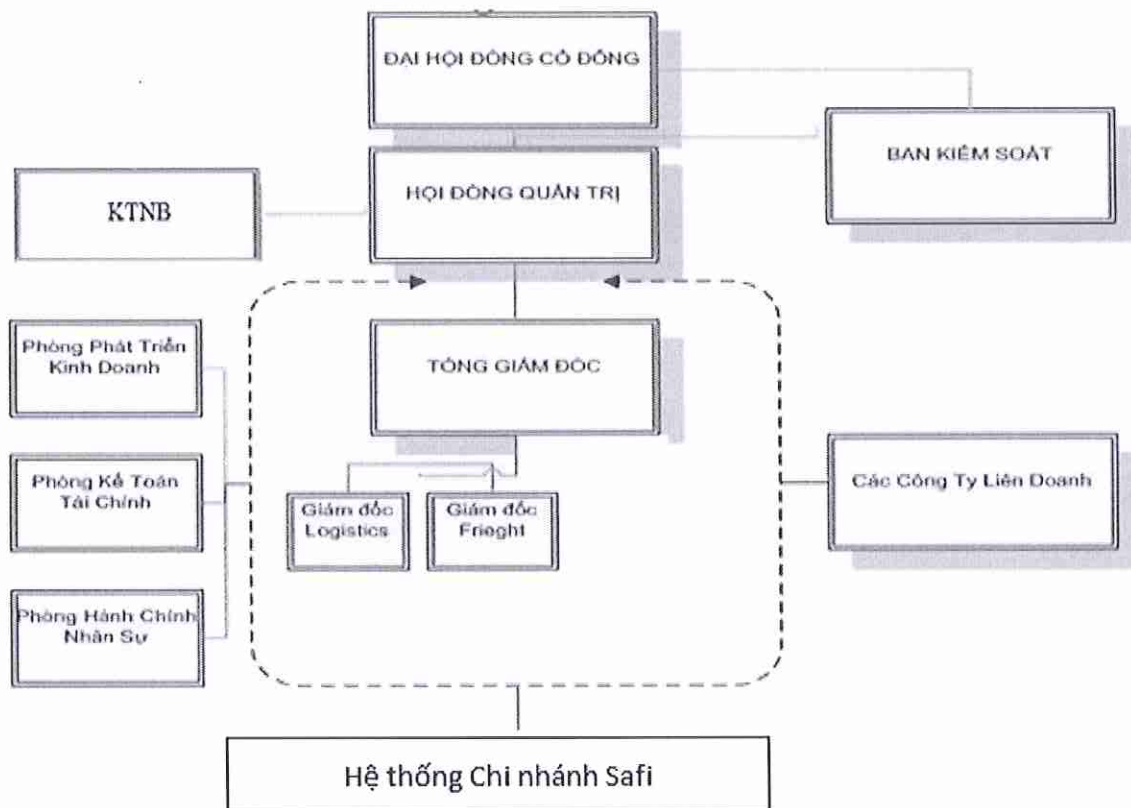 ĐẠI HỘI ĐỒNG CỔ ĐÔNG
BAN KIỂM SOÁT
HỘI ĐỒNG QUẢN TRỊ
KTNB
Phòng Phát Triển
Kinh Doanh
TỔNG GIÁM ĐỐC
Phòng Kế Toán
Tài Chính
Các Công Ty Liên Doanh
Giám đốc
Logistics
Giám đốc
Frieght
Phòng Hành Chính
Nhân Sự
Hệ thống Chi nhánh Safi